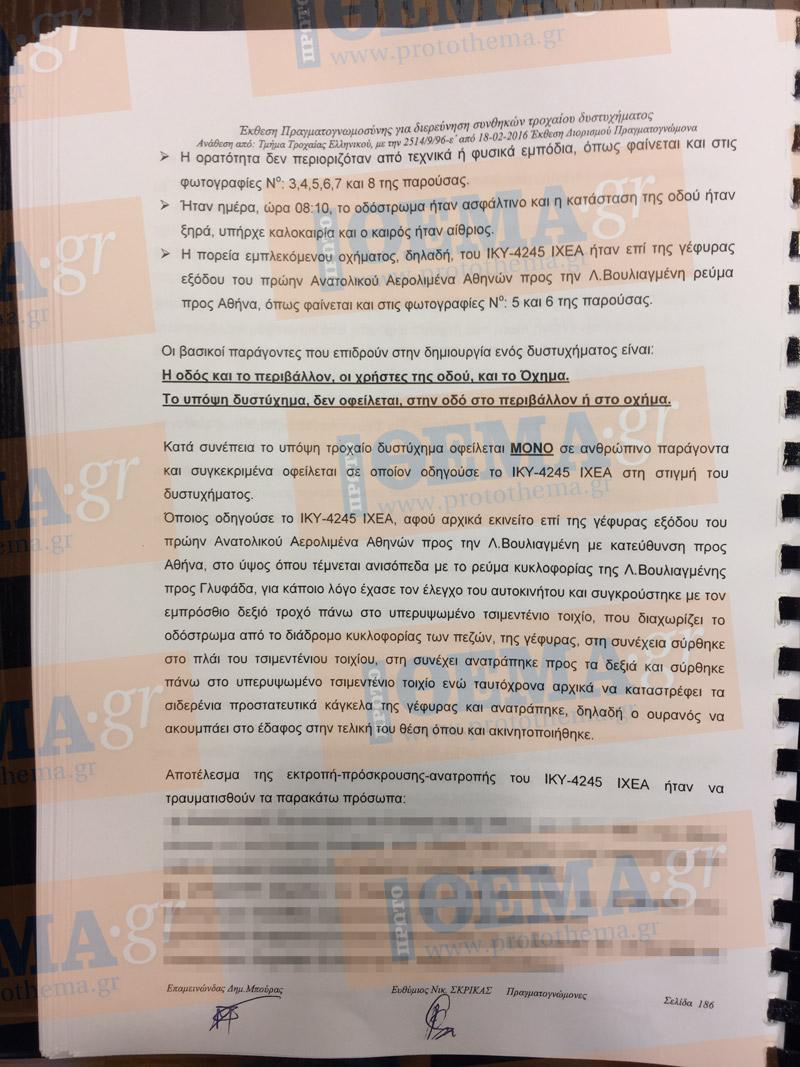 Έκθεση Πραγματογνωμοσύνης για διερεύνηση συνθηκών τροχαίου δυστυχήματος
Ανάθεση από: Τμήμα Τροχαίας Ελληνικού, με την 2514/9/96-ε΄ από 18-02-2016 Έκθεση Διορισμού Πραγματογνώμονα
➢ Η ορατότητα δεν περιοριζόταν από τεχνικά ή φυσικά εμπόδια, όπως φαίνεται και στις
φωτογραφίες Νο: 3,4,5,6,7 και 8 της παρούσας.
➢ Ήταν ημέρα, ώρα 08:10, το οδόστρωμα ήταν ασφάλτινο και η κατάσταση της οδού ήταν
ξηρά, υπήρχε καλοκαιρία και ο καιρός ήταν αίθριος.
➢ Η πορεία εμπλεκόμενου οχήματος, δηλαδή, του ΙΚΥ-4245 ΙΧΕΑ ήταν επί της γέφυρας
εξόδου του πρώην Ανατολικού Αερολιμένα Αθηνών προς την Λ.Βουλιαγμένη ρεύμα
προς Αθήνα, όπως φαίνεται και στις φωτογραφίες Νο: 5 και 6 της παρούσας.
Οι βασικοί παράγοντες που επιδρούν στην δημιουργία ενός δυστυχήματος είναι:
Η οδός και το περιβάλλον, οι χρήστες της οδού, και το Όχημα.
Το υπόψη δυστύχημα, δεν οφείλεται, στην οδό στο περιβάλλον ή στο οχήμα.
Κατά συνέπεια το υπόψη τροχαίο δυστύχημα οφείλεται ΜΟΝΟ σε ανθρώπινο παράγοντα
και συγκεκριμένα οφείλεται σε οποίον οδηγούσε το ΙΚΥ-4245 ΙΧΕΑ στη στιγμή του
δυστυχήματος.
Όποιος οδηγούσε το ΙΚΥ-4245 ΙΧΕΑ, αφού αρχικά εκινείτο επί της γέφυρας εξόδου του
πρώην Ανατολικού Αερολιμένα Αθηνών προς την Λ.Βουλιαγμένη με κατεύθυνση προς
Αθήνα, στο ύψος όπου τέμνεται ανισόπεδα με το ρεύμα κυκλοφορίας της Λ.Βουλιαγμένης
προς Γλυφάδα, για κάποιο λόγο έχασε τον έλεγχο του αυτοκινήτου και συγκρούστηκε με τον
εμπρόσθιο δεξιό τροχό πάνω στο υπερυψωμένο τσιμεντένιο τοιχίο, που διαχωρίζει το
οδόστρωμα από το διάδρομο κυκλοφορίας των πεζών, της γέφυρας, στη συνέχεια σύρθηκε
στο πλάι του τσιμεντένιου τοιχίου, στη συνέχει ανατράπηκε προς τα δεξιά και σύρθηκε
πάνω στο υπερυψωμένο τσιμεντένιο τοιχίο ενώ ταυτόχρονα αρχικά να καταστρέφει τα
σιδερένια προστατευτικά κάγκελα της γέφυρας και ανατράπηκε, δηλαδή ο ουρανός να
ακουμπάει στο έδαφος στην τελική του θέση όπου και ακινητοποιήθηκε.
Αποτέλεσμα της εκτροπή-πρόσκρουσης-ανατροπής του ΙΚΥ-4245 ΙΧΕΑ ήταν να
τραυματισθούν τα παρακάτω πρόσωπα:
Επαμεινώνδας Δημ.Μπούρας Ευθύμιος Νικ. ΣΚΡΙΚΑΣ Πραγματογνώμονες Σελίδα 186
ΠΡΩΤΟ ΘΕΜΑ.gr
www.protothema.gr